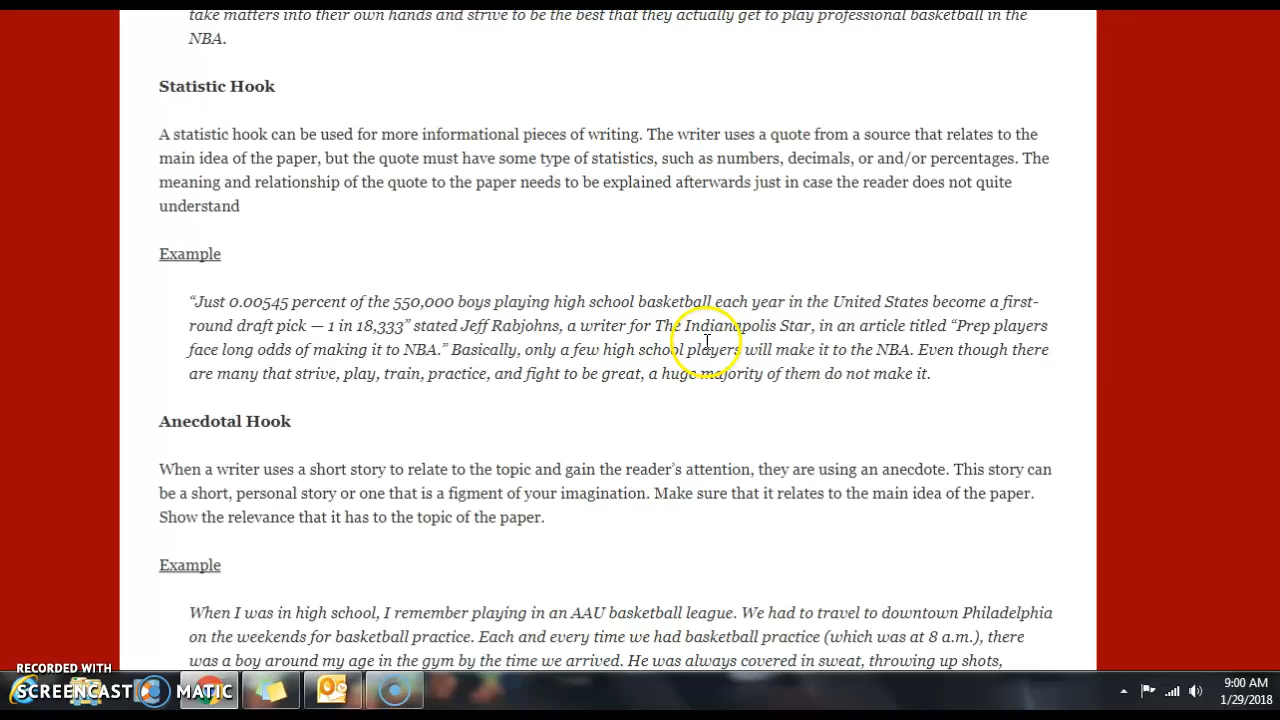 take matters into their own hands and strive to be the best that they actually get to play professional basketball in the
NBA.
Statistic Hook
A statistic hook can be used for more informational pieces of writing. The writer uses a quote from a source that relates to the
main idea of the paper, but the quote must have some type of statistics, such as numbers, decimals, or and/or percentages. The
meaning and relationship of the quote to the paper needs to be explained afterwards just in case the reader does not quite
understand
Example
“Just 0.00545 percent of the 550,000 boys playing high school basketball each year in the United States become a first-
round draft pick — 1 in 18,333” stated Jeff Rabjohns, a writer for The Indianapolis Star, in an article titled “Prep players
face long odds of making it to NBA.” Basically, only a few high school players will make it to the NBA. Even though there
are many that strive, play, train, practice, and fight to be great, a huge majority of them do not make it.
Anecdotal Hook
When a writer uses a short story to relate to the topic and gain the reader’s attention, they are using an anecdote. This story can
be a short, personal story or one that is a figment of your imagination. Make sure that it relates to the main idea of the paper.
Show the relevance that it has to the topic of the paper.
Example
When I was in high school, I remember playing in an AAU basketball league. We had to travel to downtown Philadelphia
on the weekends for basketball practice. Each and every time we had basketball practice (which was at 8 a.m.), there
was a boy around my age in the gym by the time we arrived. He was always covered in sweat, throwing up shots,
RECORDED WITH
SCREENCAST MATIC
9:00 AM
1/29/2018